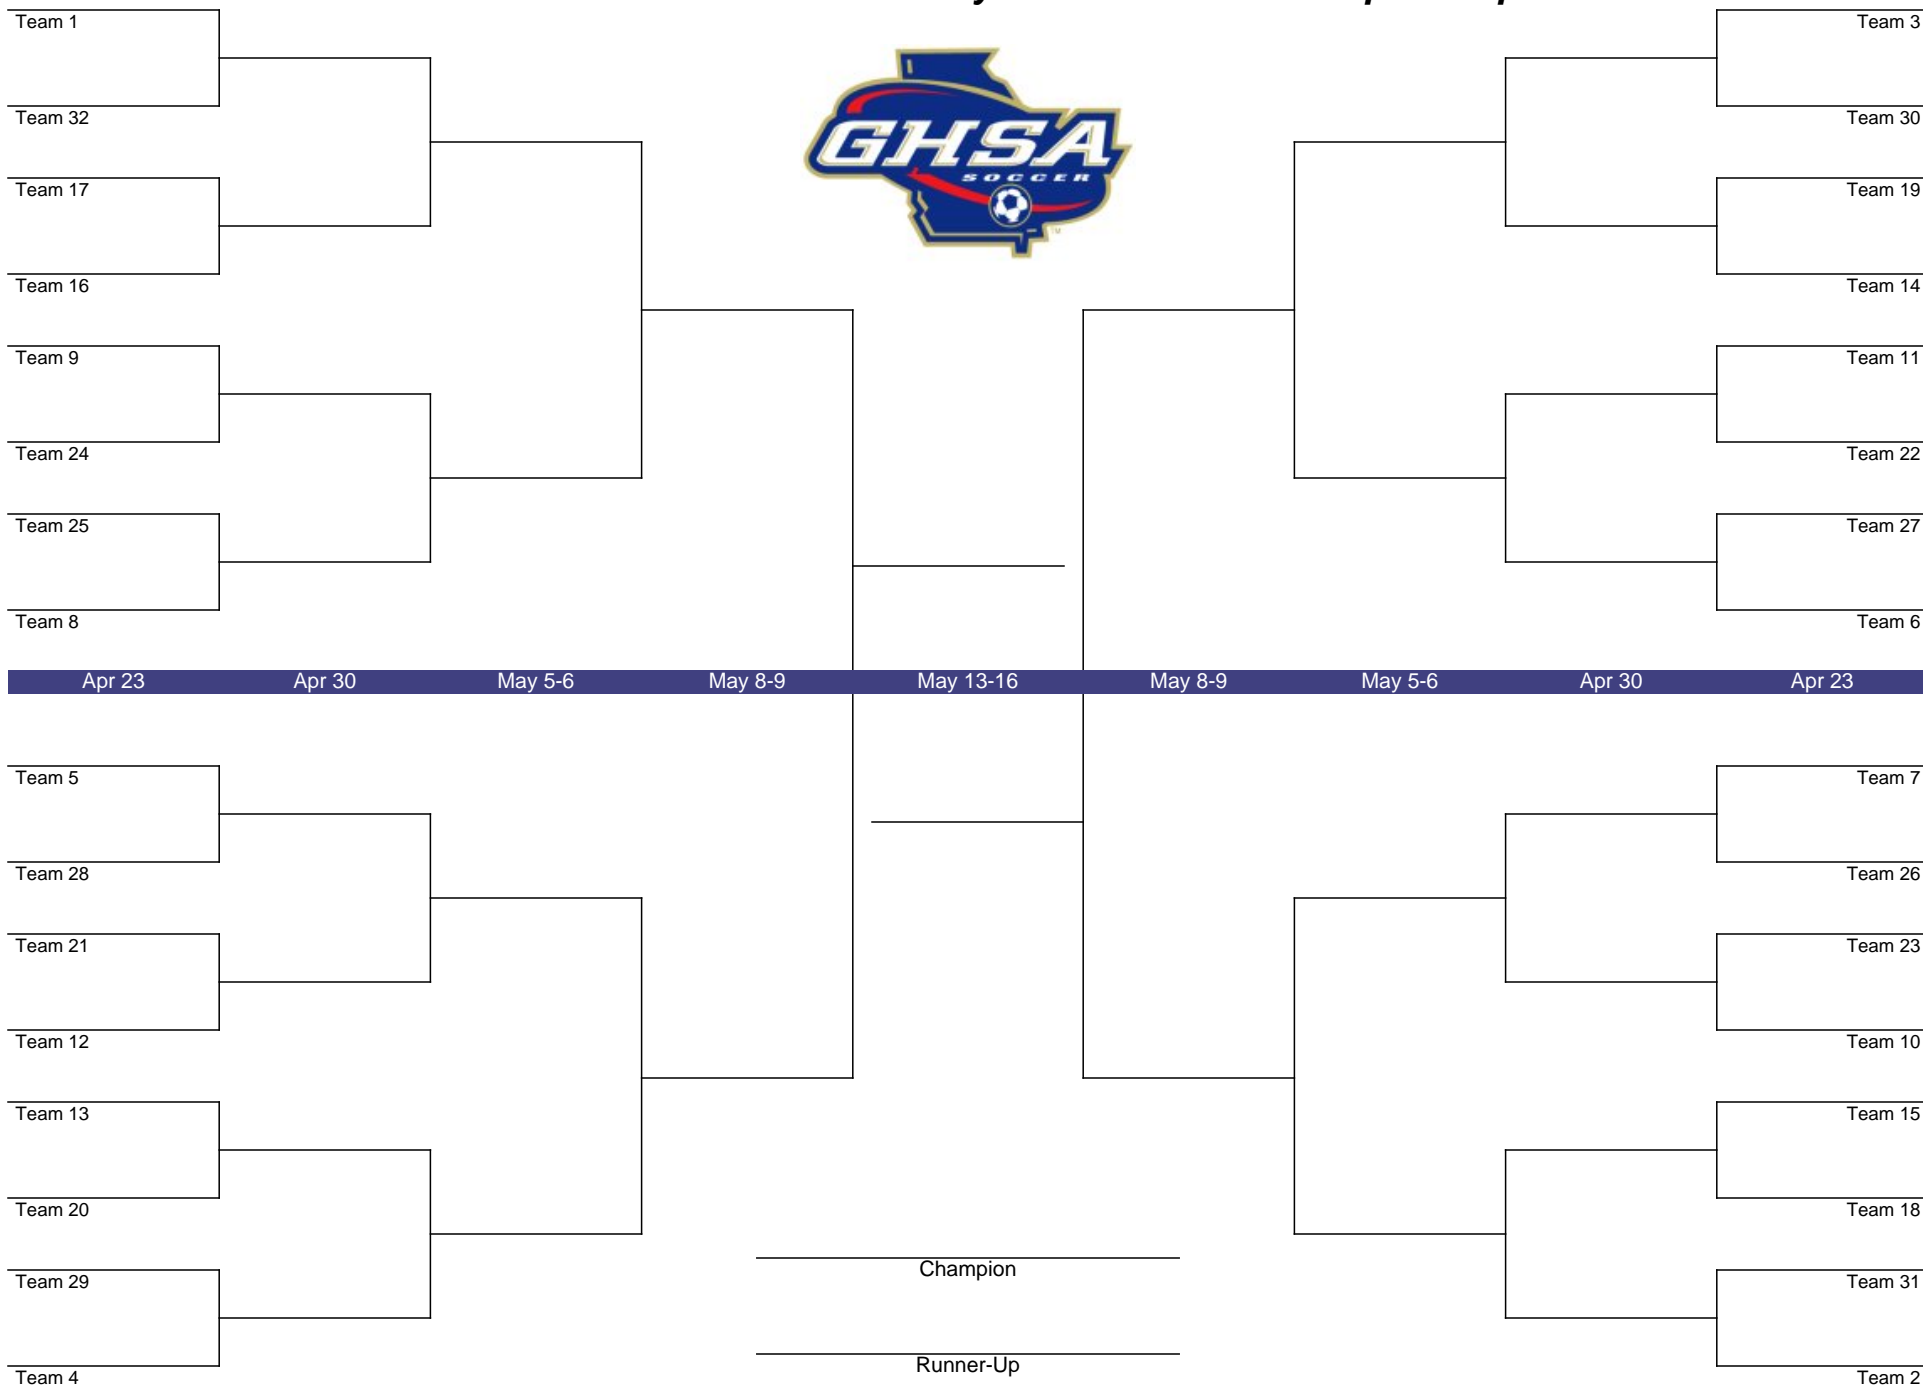 Team 1
Team 3
Team 32
Team 30
GHSA
SOCCER
TM
Team 17
Team 19
Team 16
Team 14
Team 9
Team 11
Team 24
Team 22
Team 25
Team 27
Team 8
Team 6
Apr 23 Apr 30 May 5-6 May 8-9 May 13-16 May 8-9 May 5-6 Apr 30 Apr 23
Team 5
Team 7
Team 28
Team 26
Team 21
Team 23
Team 12
Team 10
Team 13
Team 15
Team 20
Team 18
Champion
Team 29
Team 31
Runner-Up
Team 4
Team 2